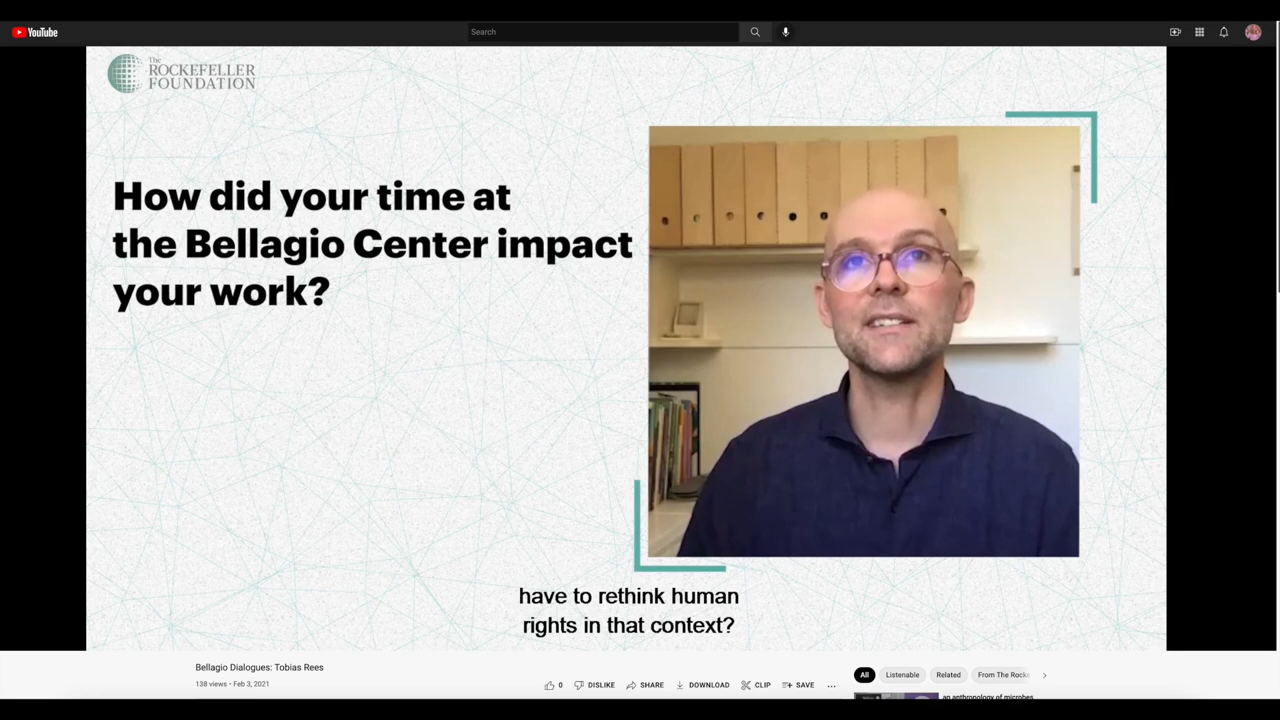 YouTube
Search
The
ROCKEFELLER
FOUNDATION
How did your time at
the Bellagio Center impact
your work?
have to rethink human
rights in that context?
Bellagio Dialogues: Tobias Rees
138 views • Feb 3, 2021
0
DISLIKE
SHARE
DOWNLOAD
CLIP
SAVE
All
Listenable
Related
From The Rocke
an anthropology of microbes